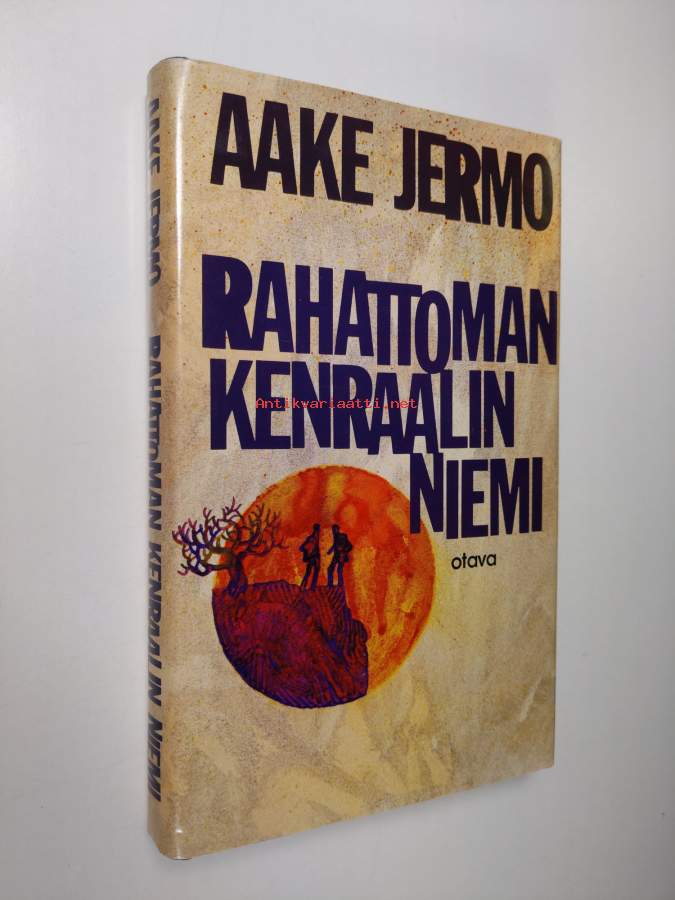 AAKE JERMO
RAHATTOMAN
KENRAALIN
NIEMI
otava
AAKE JERMO RAHATTOMAN KENRAALIN NIEMI
Antikvariaatti.net